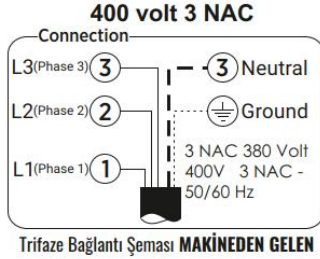 400 volt 3 NAC
Connection
L3(Phase 3) 3
3 Neutral
L2(Phase 2) 2
Ground
L1(Phase 1) 1
3 NAC 380 Volt
400V 3 NAC -
50/60 Hz
Trifaze Bağlantı Şeması MAKİNEDEN GELEN